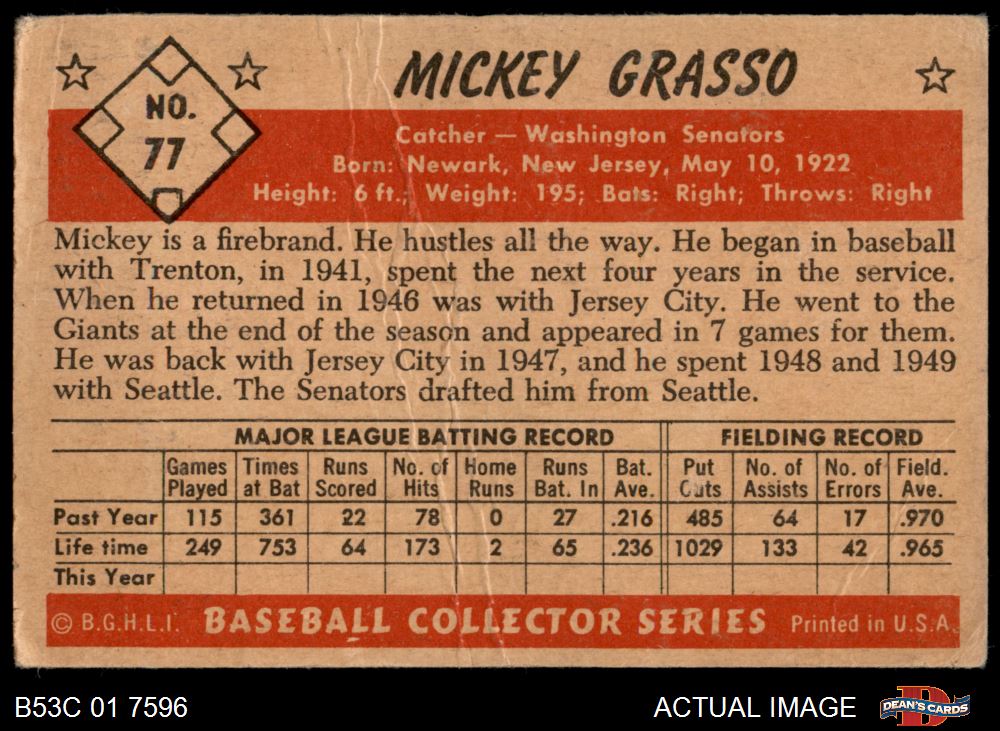 NO.
77
MICKEY GRASSO
Catcher — Washington Senators
Born: Newark, New Jersey, May 10, 1922
Height: 6 ft.; Weight: 195; Bats: Right; Throws: Right
Mickey is a firebrand. He hustles all the way. He began in baseball
with Trenton, in 1941, spent the next four years in the service.
When he returned in 1946 was with Jersey City. He went to the
Giants at the end of the season and appeared in 7 games for them.
He was back with Jersey City in 1947, and he spent 1948 and 1949
with Seattle. The Senators drafted him from Seattle.
MAJOR LEAGUE BATTING RECORD FIELDING RECORD
Games Times Runs No. of Home Runs Bat. Put No. of No. of Field.
Played at Bat Scored Hits Runs Bat. In Ave. Outs Assists Errors Ave.
Past Year 115 361 22 78 0 27 .216 485 64 17 .970
Life time 249 753 64 173 2 65 .236 1029 133 42 .965
This Year
© B.G.H.L.I. BASEBALL COLLECTOR SERIES Printed in U.S.A.
B53C 01 7596 ACTUAL IMAGE DEAN'S CARDS